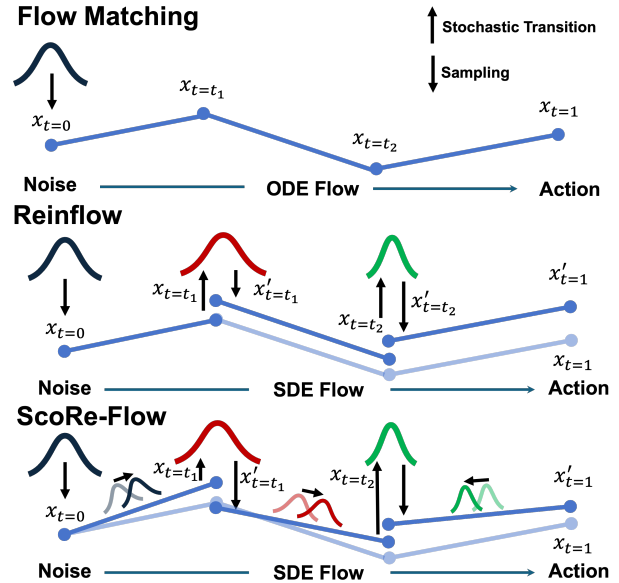 Flow Matching
Stochastic Transition
Sampling
x_{t=0}
x_{t=t_1}
x_{t=t_2}
x_{t=1}
Noise ODE Flow Action
Reinflow
x_{t=0}
x_{t=t_1}
x'_{t=t_1}
x_{t=t_2}
x'_{t=t_2}
x'_{t=1}
x_{t=1}
Noise SDE Flow Action
ScoRe-Flow
x_{t=0}
x_{t=t_1}
x'_{t=t_1}
x_{t=t_2}
x'_{t=1}
x_{t=1}
Noise SDE Flow Action